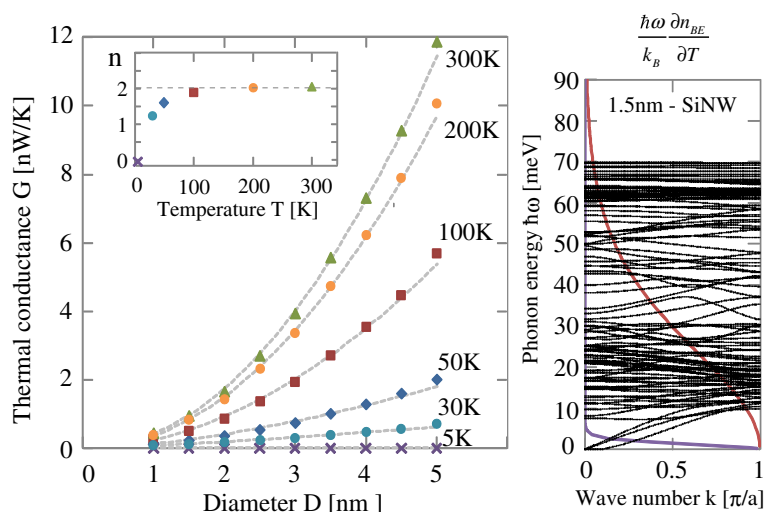 12
10
8
6
4
2
0
Thermal conductance G [nW/K]
0
1
2
3
4
5
Diameter D [nm ]
300K
200K
100K
50K
30K
5K
n
2
1
0
0
100
200
300
Temperature T [K]
ħω ∂n_BE
k_B ∂T
1.5nm - SiNW
90
80
70
60
50
40
30
20
10
0
Phonon energy ħω [meV]
0
0.5
1
Wave number k [π/a]